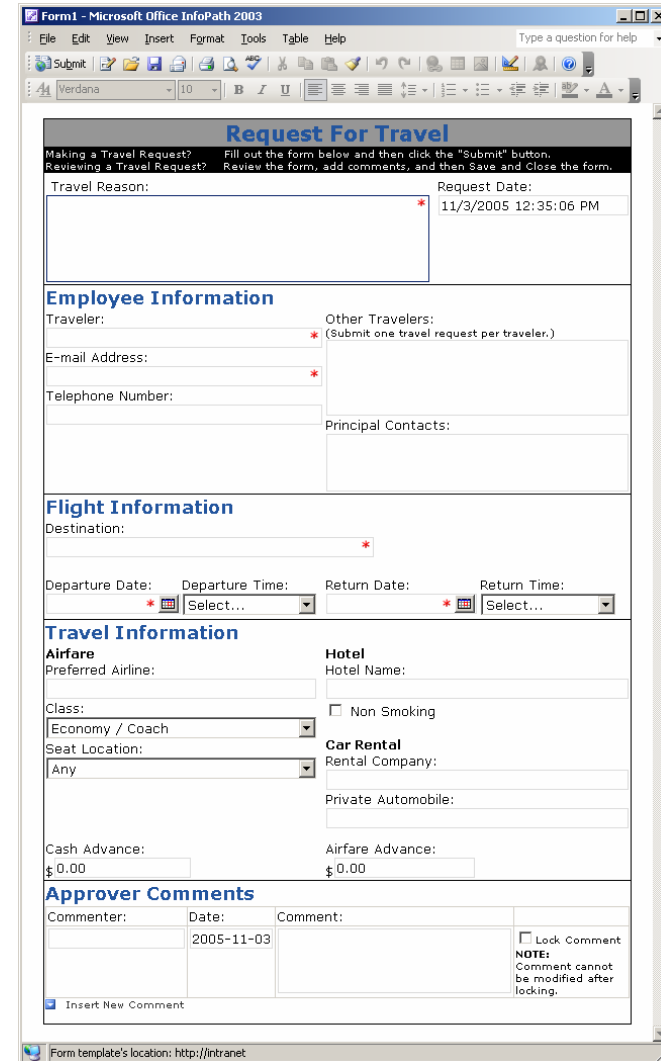 Form1 - Microsoft Office InfoPath 2003
File Edit View Insert Format Tools Table Help Type a question for help
Submit
Verdana 10 B I U A
Request For Travel
Making a Travel Request? Fill out the form below and then click the "Submit" button.
Reviewing a Travel Request? Review the form, add comments, and then Save and Close the form.
Travel Reason: Request Date:
* 11/3/2005 12:35:06 PM
Employee Information
Traveler: Other Travelers:
* (Submit one travel request per traveler.)
E-mail Address:
*
Telephone Number:
Principal Contacts:
Flight Information
Destination:
*
Departure Date: Departure Time: Return Date: Return Time:
* Select... * Select...
Travel Information
Airfare Hotel
Preferred Airline: Hotel Name:
Class: Non Smoking
Economy / Coach
Seat Location: Car Rental
Any Rental Company:
Private Automobile:
Cash Advance: Airfare Advance:
$ 0.00 $ 0.00
Approver Comments
Commenter: Date: Comment:
2005-11-03 Lock Comment
NOTE:
Comment cannot
be modified after
locking.
Insert New Comment
Form template's location: http://intranet